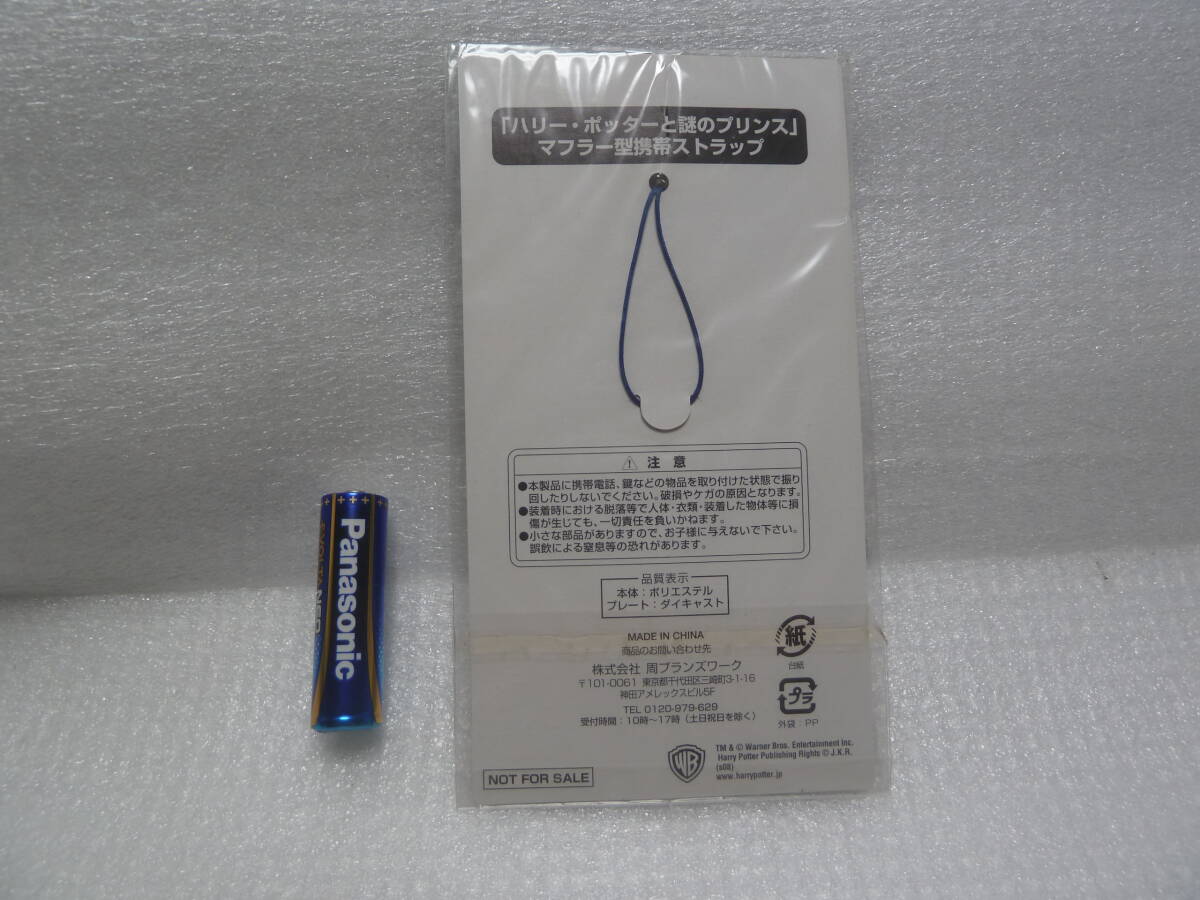 「ハリー・ポッターと謎のプリンス」
マフラー型携帯ストラップ
注 意
●本製品に携帯電話、鍵などの物品を取り付けた状態で振り
回したりしないでください。破損やケガの原因となります。
●装着時における脱落等で人体・衣類・装着した物体等に損
傷が生じても、一切責任を負いかねます。
●小さな部品がありますので、お子様に与えないで下さい。
誤飲による窒息等の恐れがあります。
品質表示
本体：ポリエステル
プレート：ダイキャスト
MADE IN CHINA
商品のお問い合わせ先
株式会社 周ブランズワーク
〒101-0061 東京都千代田区三崎町3-1-16
神田アメレックスビル5F
TEL 0120-979-629
受付時間：10時～17時（土日祝日を除く）
紙
台紙
プラ
外袋：PP
NOT FOR SALE
WB
TM & © Warner Bros. Entertainment Inc.
Harry Potter Publishing Rights © J.K.R.
(s08)
www.harrypotter.jp
Panasonic